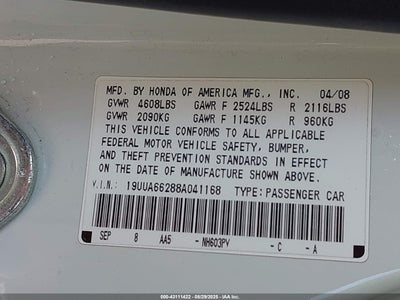 MFD. BY HONDA OF AMERICA MFG., INC. 04/08
GVWR 4608LBS GAWR F 2524LBS R 2116LBS
GVWR 2090KG GAWR F 1145KG R 960KG
THIS VEHICLE CONFORMS TO ALL APPLICABLE
FEDERAL MOTOR VEHICLE SAFETY, BUMPER,
AND THEFT PREVENTION STANDARDS IN EFFECT
ON THE DATE OF MANUFACTURE SHOWN ABOVE.
V.I.N.: 19UUA66288A041168 TYPE: PASSENGER CAR
SEP 8 AA5 - NH603PV - C - A
000-43111422 - 08/29/2025 - IAA, Inc.